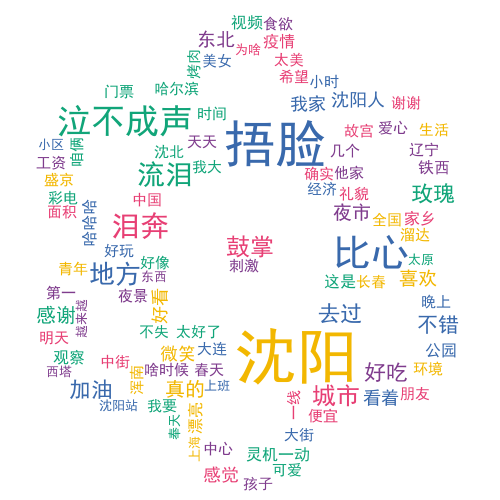 视频 食欲
东北 为啥 疫情
烤肉 美女 太美
希望 小时
门票 哈尔滨 我家 沈阳人 谢谢
泣不成声 时间 捂脸 故宫 爱心 生活
小区 咱俩 沈北 天天 几个 辽宁
工资 流泪 我大 确实 他家 铁西
盛京 经济 礼貌 玫瑰
彩电 中国
面积 哈哈哈 泪奔 夜市 全国 家乡
鼓掌 比心 溜达
好玩 好像 刺激 太原
青年 地方 东西 这是 长春 喜欢
第一 夜景 好看 晚上
感谢 越来越 去过 不错
明天 不失 太好了 沈阳
观察 中街 微笑 大连 公园
西塔 啥时候 春天 好吃 环境
浑南 加油 真的 上班 城市 看着 朋友
沈阳站 我要 漂亮 一线 便宜
奉天 大街
上海 中心 灵机一动
感觉 可爱
孩子